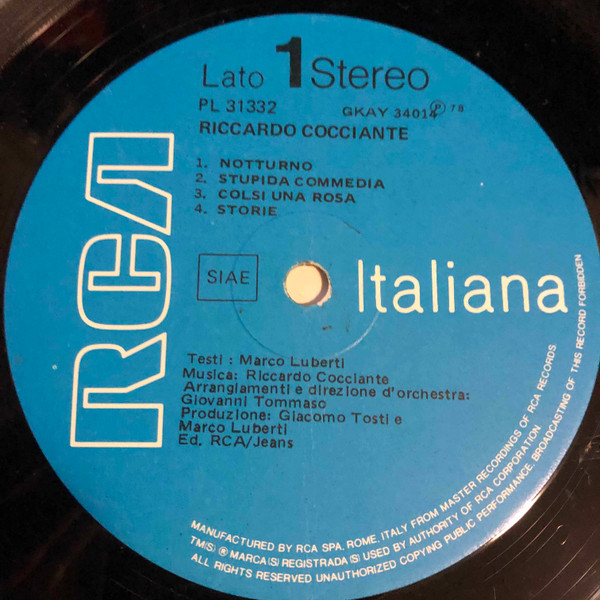 Lato 1 Stereo
PL 31332 GKAY 34014 Ⓟ 78
RICCARDO COCCIANTE
1. NOTTURNO
2. STUPIDA COMMEDIA
3. COLSI UNA ROSA
4. STORIE
RCA
SIAE
Italiana
Testi : Marco Luberti
Musica: Riccardo Cocciante
Arrangiamenti e direzione d'orchestra:
Giovanni Tommaso
Produzione: Giacomo Tosti e
Marco Luberti
Ed. RCA/Jeans
MANUFACTURED BY RCA SPA, ROME, ITALY FROM MASTER RECORDINGS OF RCA RECORDS
TM(S) ® MARCA(S) REGISTRADA(S) USED BY AUTHORITY OF RCA CORPORATION
ALL RIGHTS RESERVED UNAUTHORIZED COPYING PUBLIC PERFORMANCE, BROADCASTING OF THIS RECORD FORBIDDEN